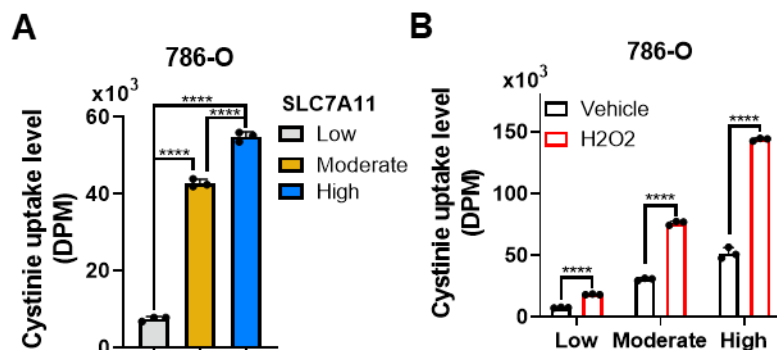 A
786-O
x10³
Cystinie uptake level
(DPM)
60
40
20
0
****
****
****
SLC7A11
Low
Moderate
High
B
786-O
x10³
Cystinie uptake level
(DPM)
150
100
50
0
Vehicle
H2O2
****
****
****
Low
Moderate
High